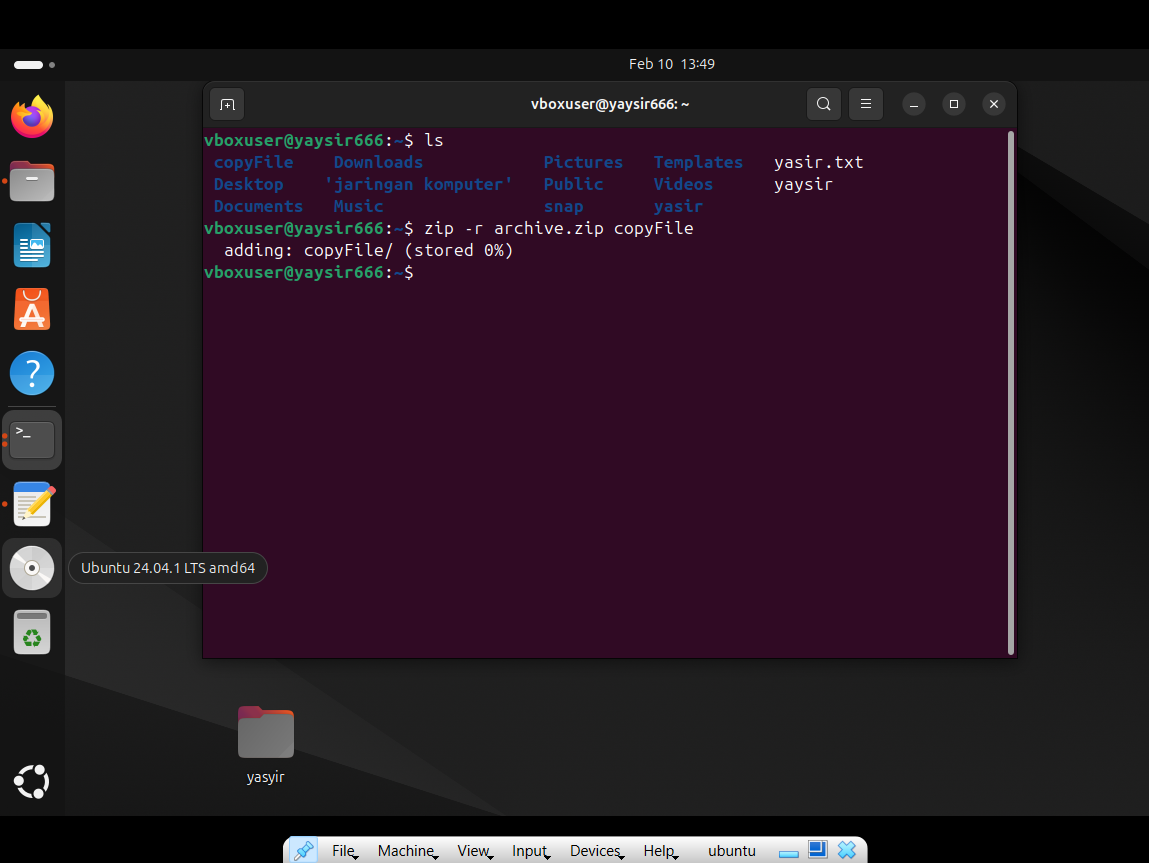 Feb 10 13:49
vboxuser@yaysir666: ~
vboxuser@yaysir666:~$ ls
copyFile Downloads Pictures Templates yasir.txt
Desktop 'jaringan komputer' Public Videos yaysir
Documents Music snap yasir
vboxuser@yaysir666:~$ zip -r archive.zip copyFile
adding: copyFile/ (stored 0%)
vboxuser@yaysir666:~$
Ubuntu 24.04.1 LTS amd64
yasyir
File Machine View Input Devices Help ubuntu